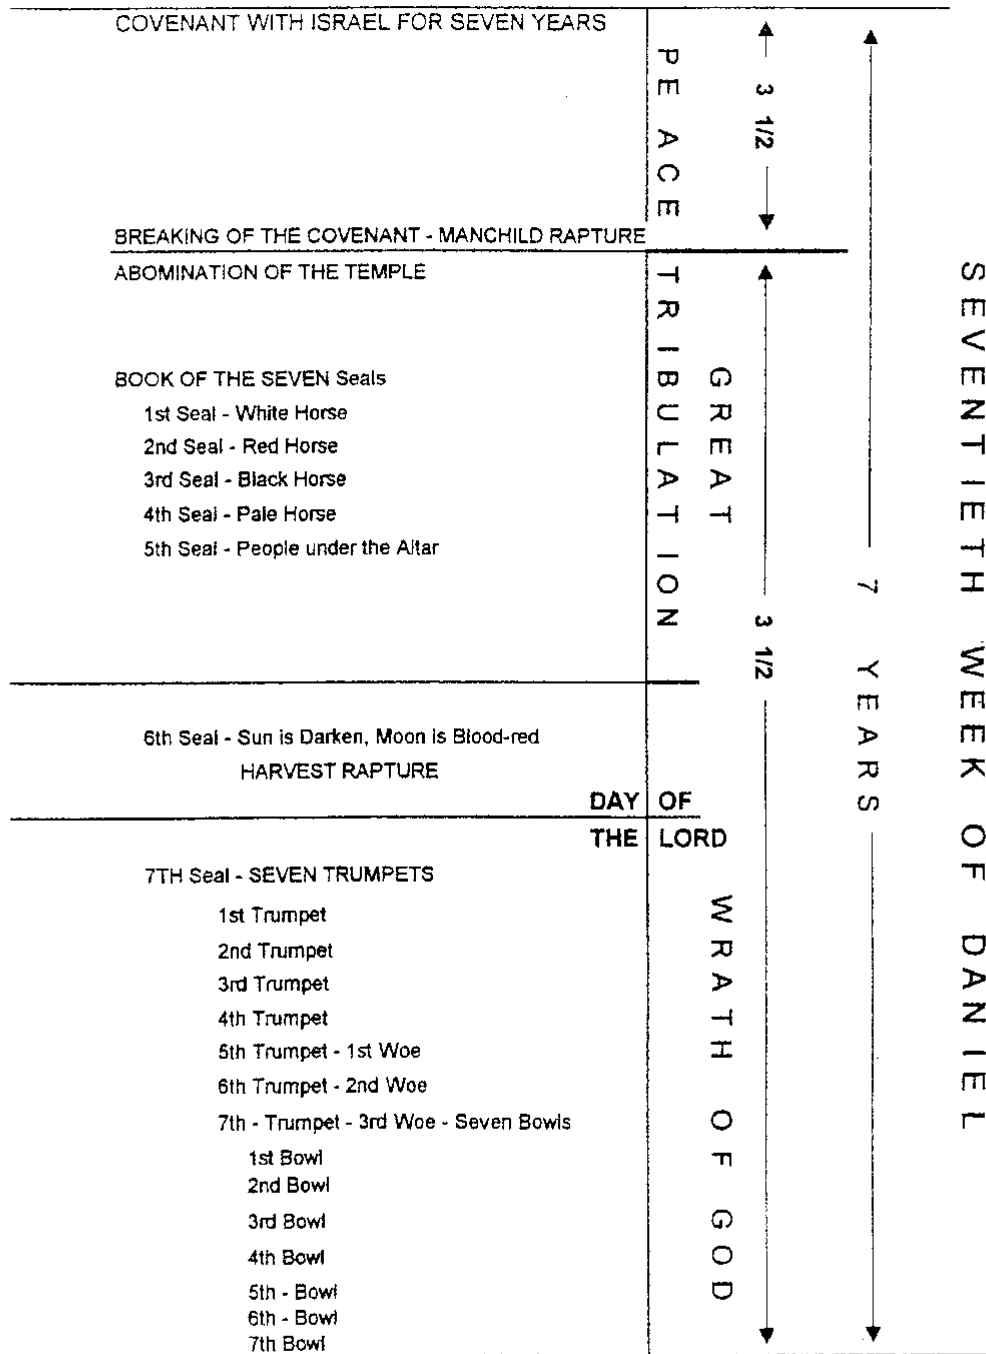 COVENANT WITH ISRAEL FOR SEVEN YEARS
PEACE
3 1/2
BREAKING OF THE COVENANT - MANCHILD RAPTURE
ABOMINATION OF THE TEMPLE
BOOK OF THE SEVEN Seals
1st Seal - White Horse
2nd Seal - Red Horse
3rd Seal - Black Horse
4th Seal - Pale Horse
5th Seal - People under the Altar
TRIBULATION
GREAT
3 1/2
7 YEARS
SEVENTIETH WEEK OF DANIEL
6th Seal - Sun is Darken, Moon is Blood-red
HARVEST RAPTURE
DAY OF
THE LORD
7TH Seal - SEVEN TRUMPETS
1st Trumpet
2nd Trumpet
3rd Trumpet
4th Trumpet
5th Trumpet - 1st Woe
6th Trumpet - 2nd Woe
7th - Trumpet - 3rd Woe - Seven Bowls
1st Bowl
2nd Bowl
3rd Bowl
4th Bowl
5th - Bowl
6th - Bowl
7th Bowl
WRATH OF GOD